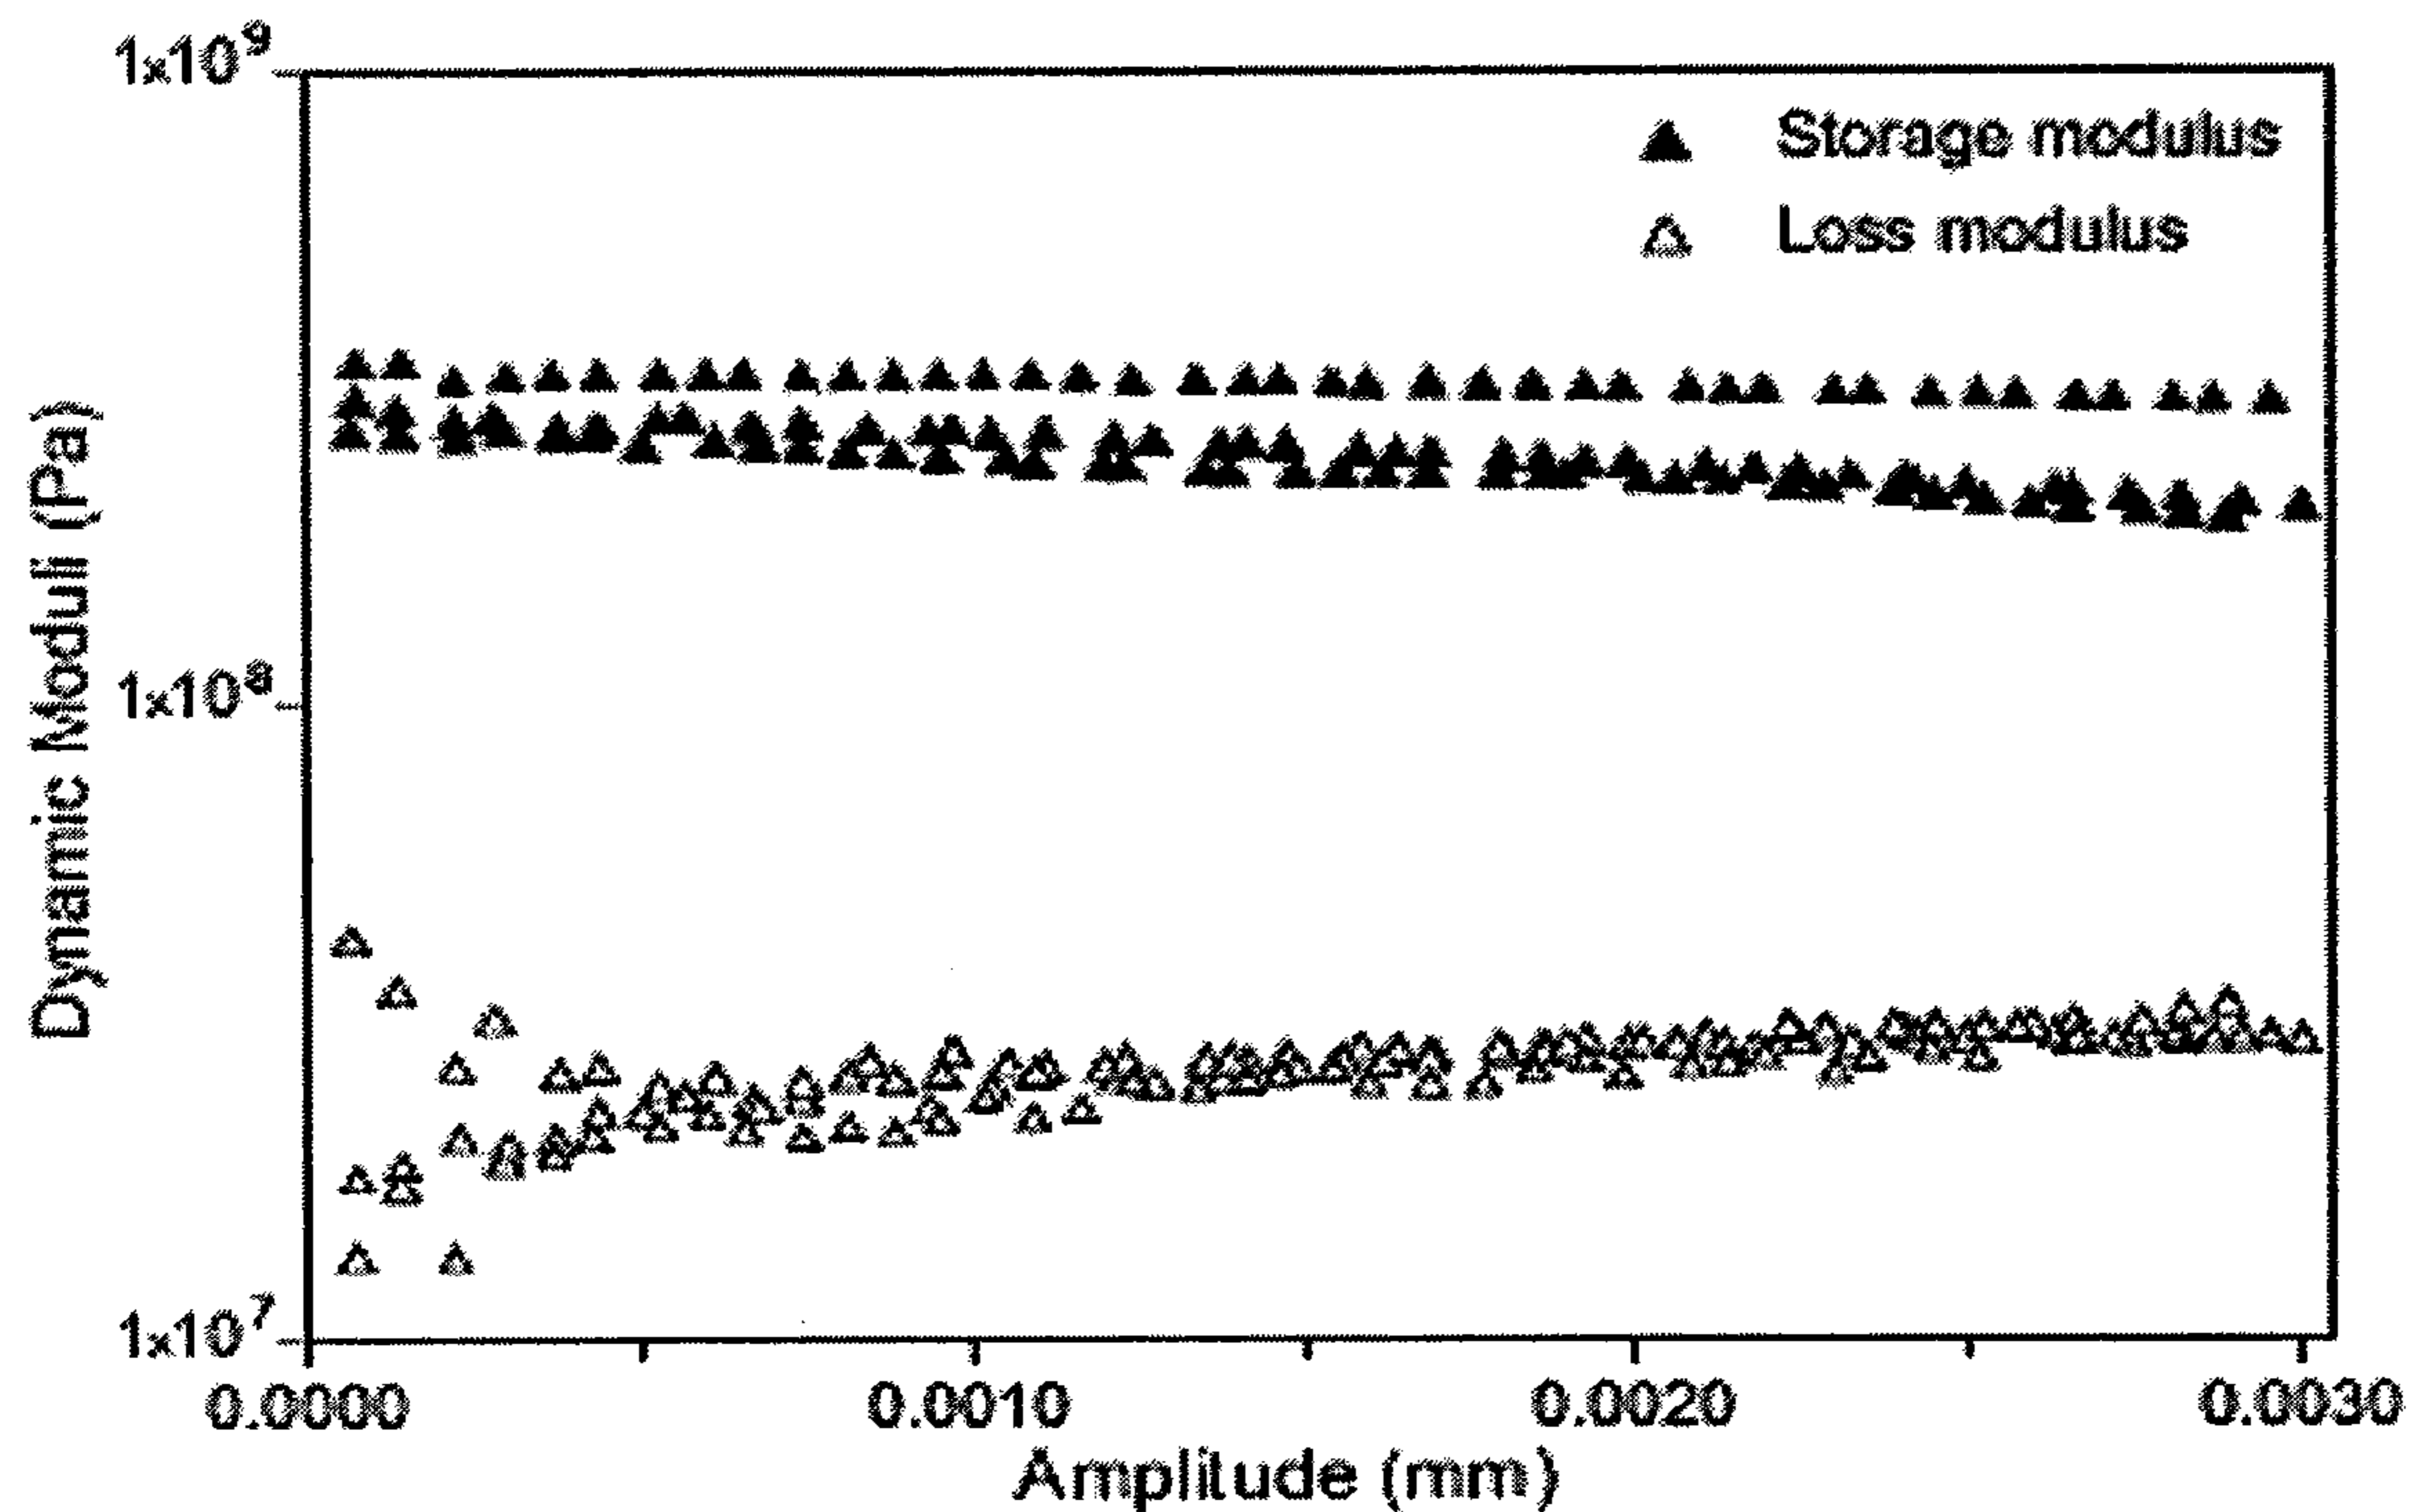 1x10⁹
Storage modulus
Loss modulus
Dynamic Moduli (Pa)
1x10⁸
1x10⁷
0.0000 0.0010 0.0020 0.0030
Amplitude (mm)